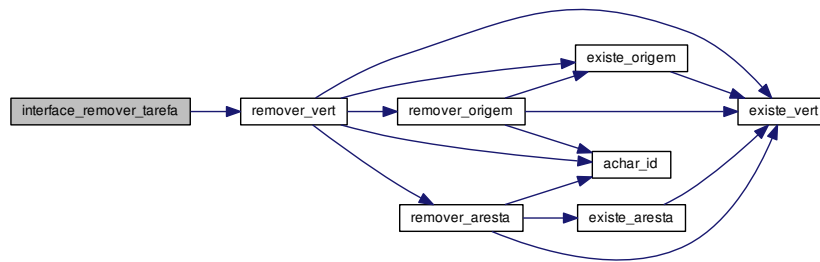 interface_remover_tarefa
remover_vert
existe_origem
remover_origem
existe_vert
achar_id
remover_aresta
existe_aresta